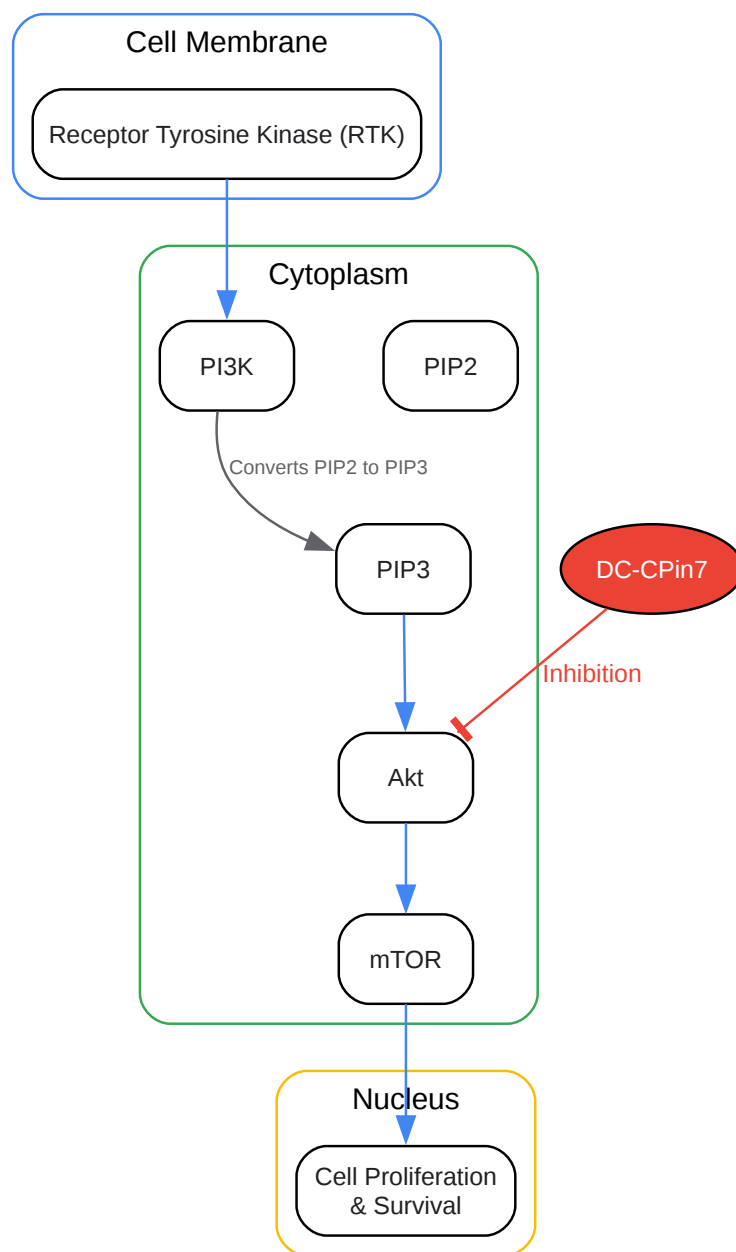 Cell Membrane
Receptor Tyrosine Kinase (RTK)
Cytoplasm
PI3K
PIP2
Converts PIP2 to PIP3
PIP3
DC-CPin7
Inhibition
Akt
mTOR
Nucleus
Cell Proliferation
& Survival